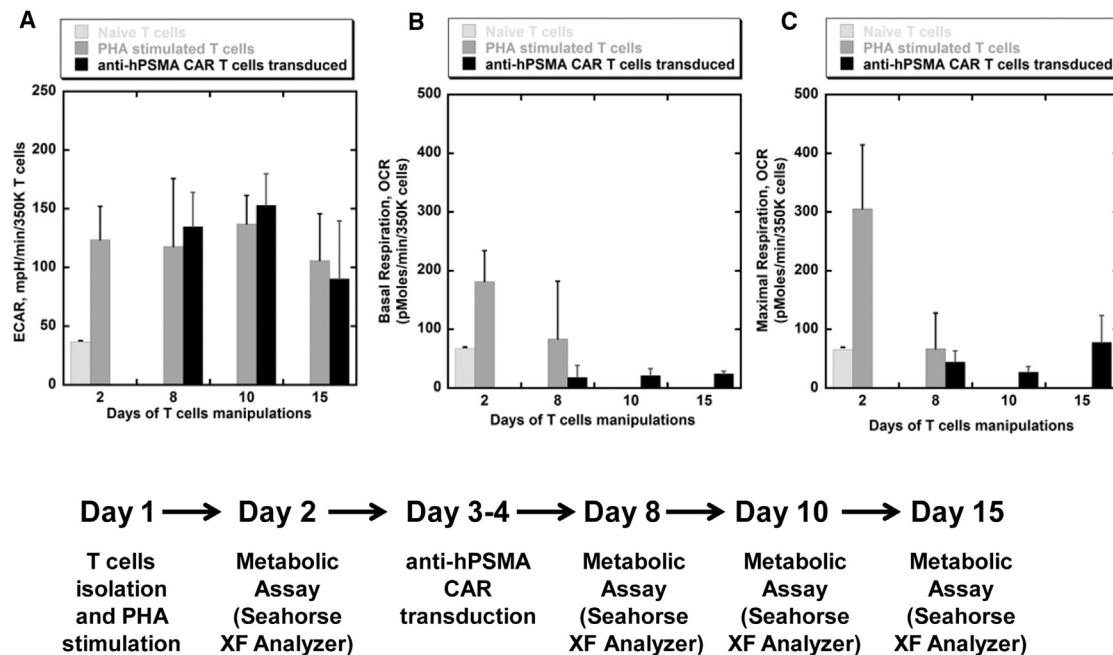 A
Naive T cells
PHA stimulated T cells
anti-hPSMA CAR T cells transduced
ECAR, mpH/min/350K T cells
250
200
150
100
50
0
2 8 10 15
Days of T cells manipulations
B
Naive T cells
PHA stimulated T cells
anti-hPSMA CAR T cells transduced
Basal Respiration, OCR
(pMoles/min/350K cells)
500
400
300
200
100
0
2 8 10 15
Days of T cells manipulations
C
Naive T cells
PHA stimulated T cells
anti-hPSMA CAR T cells transduced
Maximal Respiration, OCR
(pMoles/min/350K cells)
500
400
300
200
100
0
2 8 10 15
Days of T cells manipulations
Day 1 → Day 2 → Day 3-4 → Day 8 → Day 10 → Day 15
T cells
isolation
and PHA
stimulation
Metabolic
Assay
(Seahorse
XF Analyzer)
anti-hPSMA
CAR
transduction
Metabolic
Assay
(Seahorse
XF Analyzer)
Metabolic
Assay
(Seahorse
XF Analyzer)
Metabolic
Assay
(Seahorse
XF Analyzer)